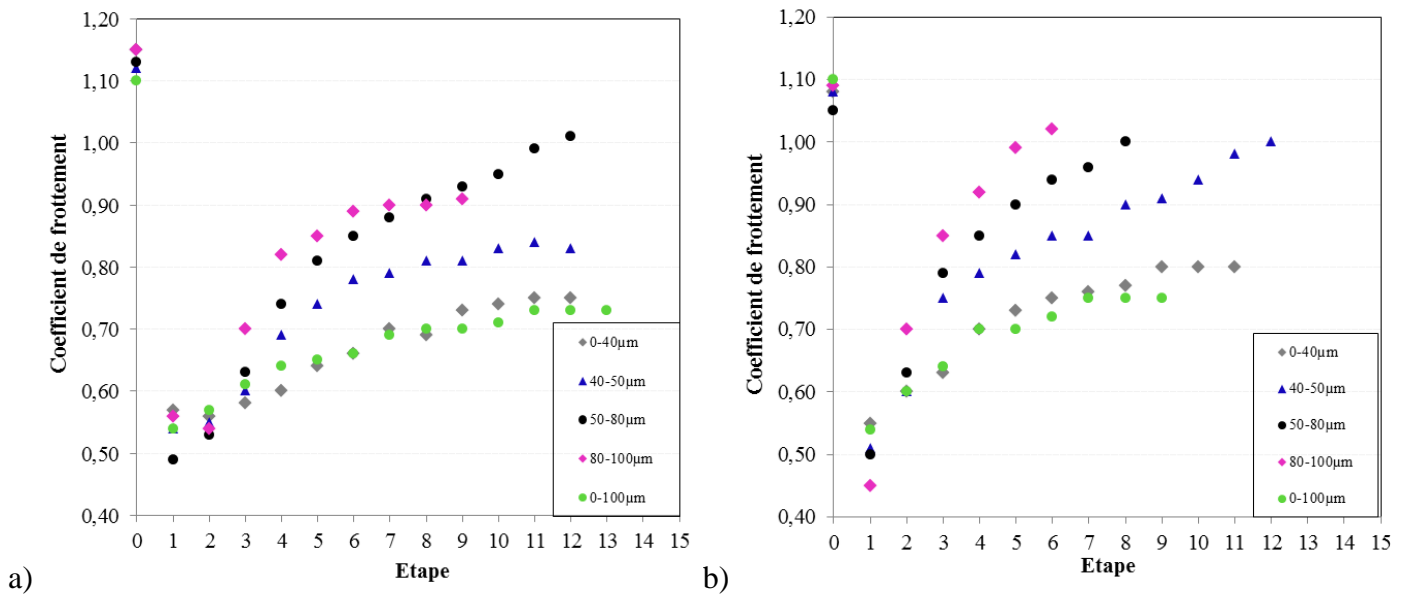 1,20
1,10
1,00
0,90
0,80
0,70
0,60
0,50
0,40
Coefficient de frottement
0 1 2 3 4 5 6 7 8 9 10 11 12 13 14 15
Etape
0-40µm
40-50µm
50-80µm
80-100µm
0-100µm
a)
1,20
1,10
1,00
0,90
0,80
0,70
0,60
0,50
0,40
Coefficient de frottement
0 1 2 3 4 5 6 7 8 9 10 11 12 13 14 15
Etape
0-40µm
40-50µm
50-80µm
80-100µm
0-100µm
b)